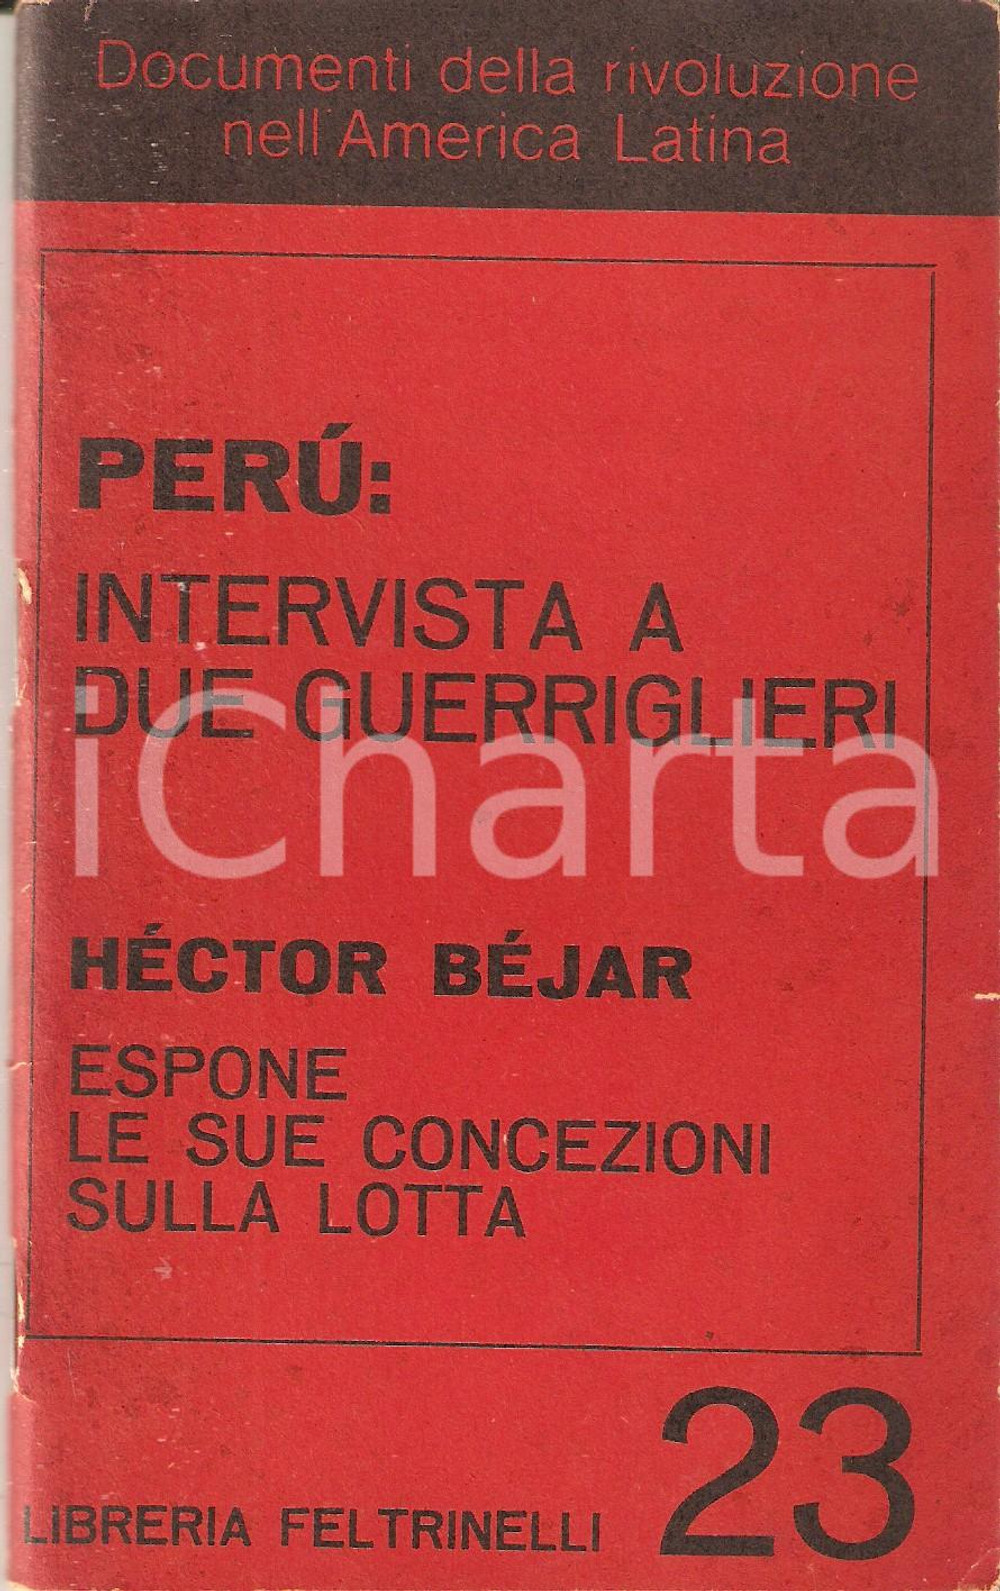 Documenti della rivoluzione
nell'America Latina
PERÚ:
INTERVISTA A
DUE GUERRIGLIERI
iCharta
HÉCTOR BÉJAR
ESPONE
LE SUE CONCEZIONI
SULLA LOTTA
LIBRERIA FELTRINELLI 23